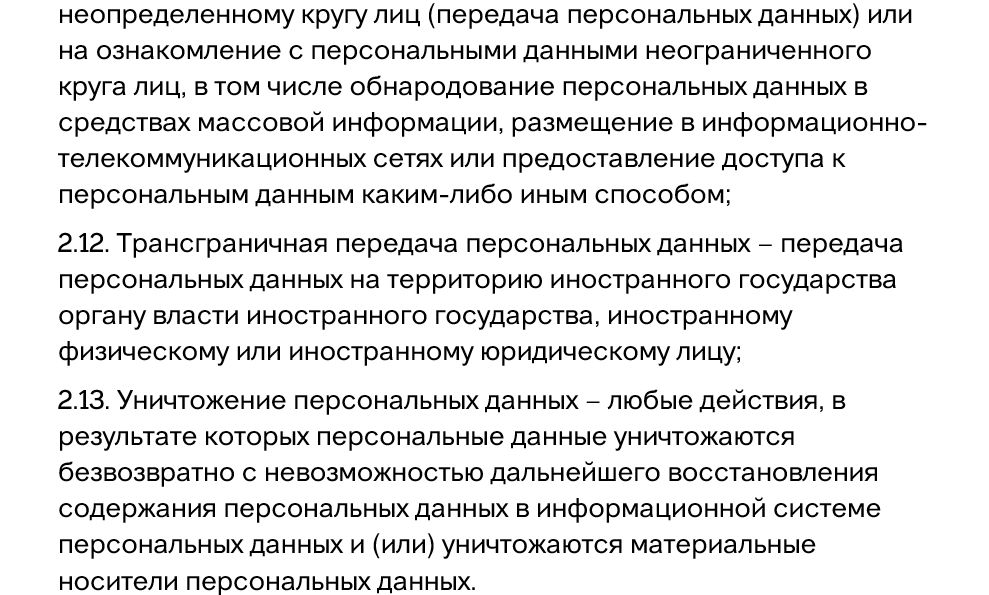 неопределенному кругу лиц (передача персональных данных) или
на ознакомление с персональными данными неограниченного
круга лиц, в том числе обнародование персональных данных в
средствах массовой информации, размещение в информационно-
телекоммуникационных сетях или предоставление доступа к
персональным данным каким-либо иным способом;
2.12. Трансграничная передача персональных данных – передача
персональных данных на территорию иностранного государства
органу власти иностранного государства, иностранному
физическому или иностранному юридическому лицу;
2.13. Уничтожение персональных данных – любые действия, в
результате которых персональные данные уничтожаются
безвозвратно с невозможностью дальнейшего восстановления
содержания персональных данных в информационной системе
персональных данных и (или) уничтожаются материальные
носители персональных данных.